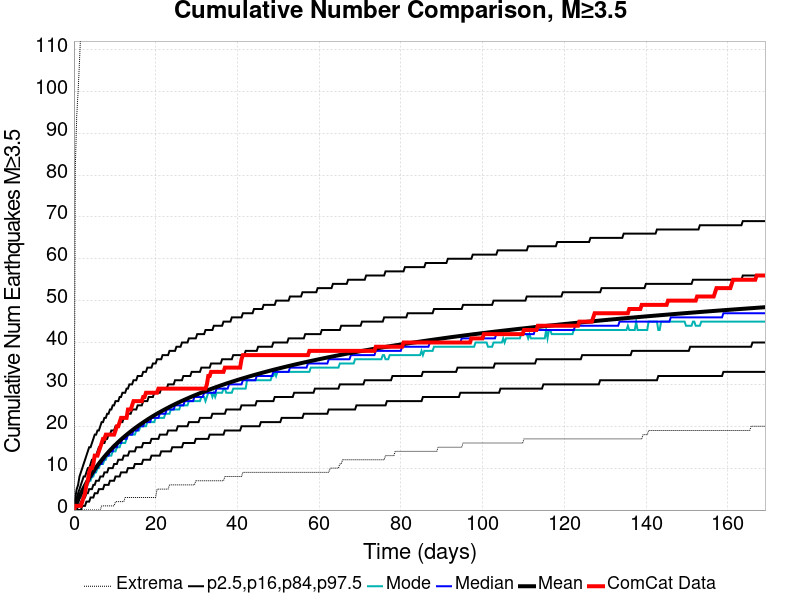 Cumulative Number Comparison, M≥3.5
Cumulative Num Earthquakes M≥3.5
110
100
90
80
70
60
50
40
30
20
10
0
0 20 40 60 80 100 120 140 160
Time (days)
Extrema p2.5,p16,p84,p97.5 Mode Median Mean ComCat Data